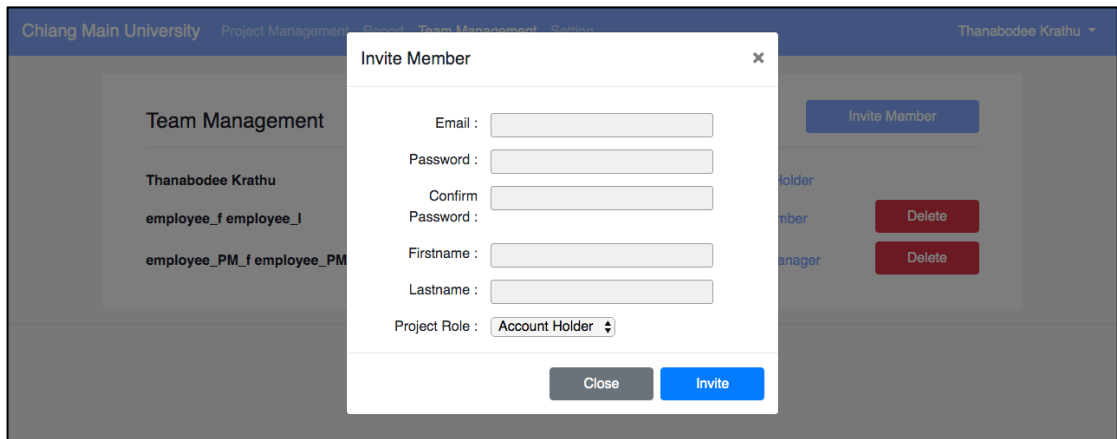 Chiang Main University Project Management Report Team Management Setting Thanabodee Krathu
Invite Member ×
Team Management
Invite Member
Email :
Password :
Confirm
Password :
Firstname :
Lastname :
Project Role : Account Holder
Close Invite
Thanabodee Krathu Holder
employee_f employee_l mber Delete
employee_PM_f employee_PM anager Delete